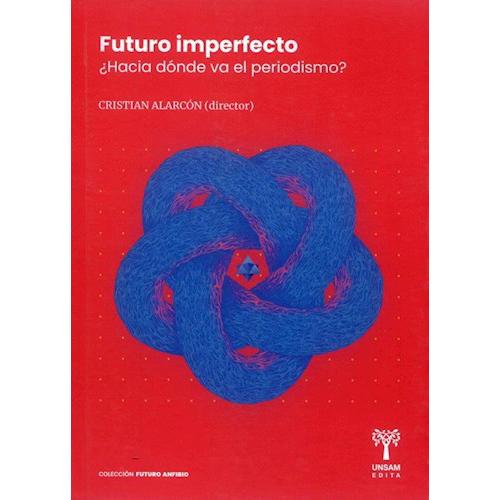 Futuro imperfecto
¿Hacia dónde va el periodismo?
CRISTIAN ALARCÓN (director)
UNSAM
EDITA
COLECCIÓN FUTURO ANFIBIO